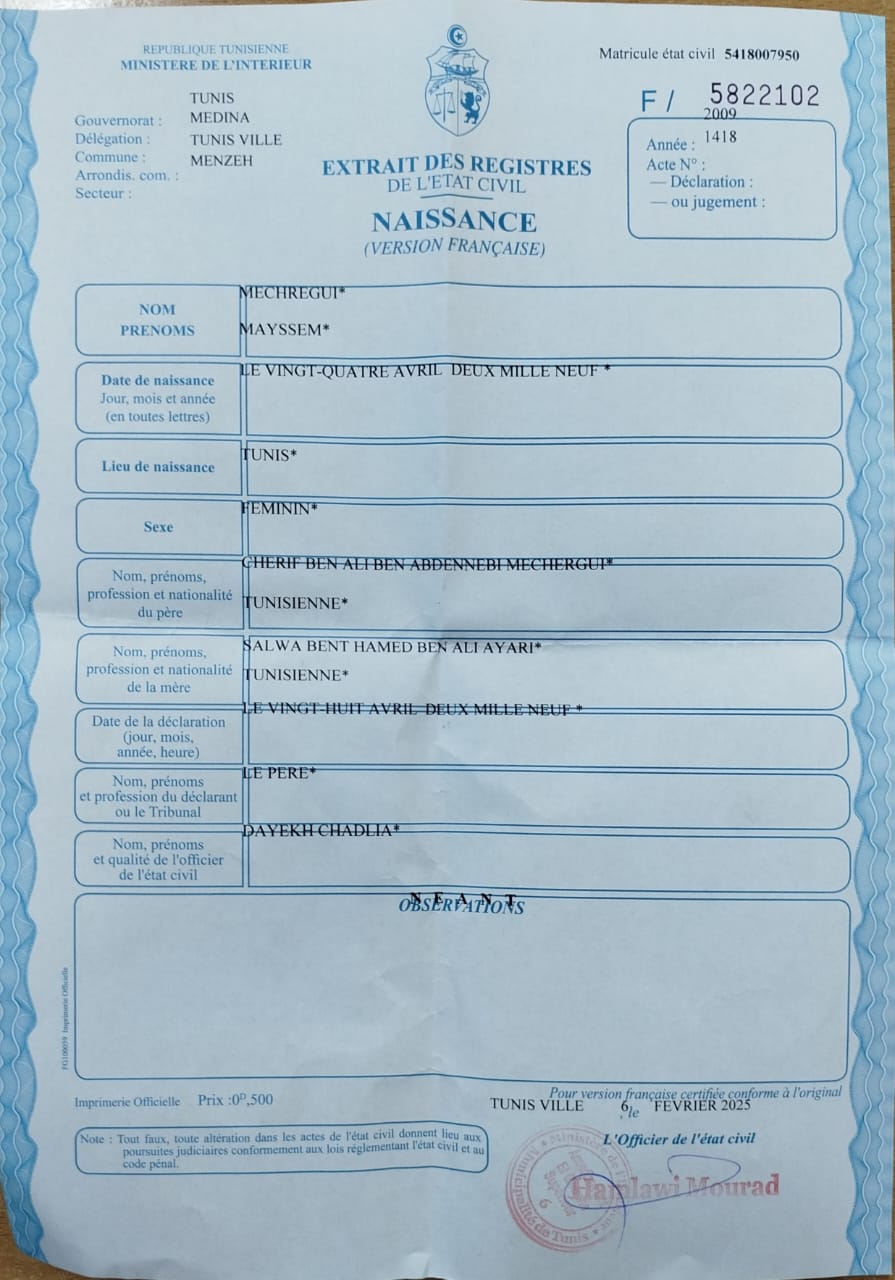 REPUBLIQUE TUNISIENNE
MINISTERE DE L'INTERIEUR
Matricule état civil 5418007950
F / 5822102
Gouvernorat : TUNIS
Délégation : MEDINA
Commune : TUNIS VILLE
Arrondis. com. : MENZEH
Secteur :
2009
Année :
1418
Acte N° :
— Déclaration :
— ou jugement :
EXTRAIT DES REGISTRES
DE L'ETAT CIVIL
NAISSANCE
(VERSION FRANÇAISE)
NOM
PRENOMS
MECHREGUI*
MAYSSEM*
Date de naissance
Jour, mois et année
(en toutes lettres)
LE VINGT-QUATRE AVRIL DEUX MILLE NEUF *
Lieu de naissance
TUNIS*
Sexe
FEMININ*
Nom, prénoms,
profession et nationalité
du père
CHERIF BEN ALI BEN ABDENNEBI MECHERGUI*
TUNISIENNE*
Nom, prénoms,
profession et nationalité
de la mère
SALWA BENT HAMED BEN ALI AYARI*
TUNISIENNE*
Date de la déclaration
(jour, mois,
année, heure)
LE VINGT-HUIT AVRIL DEUX MILLE NEUF *
Nom, prénoms
et profession du déclarant
ou le Tribunal
LE PERE*
Nom, prénoms
et qualité de l'officier
de l'état civil
DAYEKH CHADLIA*
N E A N T
OBSERVATIONS
FG109039 Imprimerie Officielle
Imprimerie Officielle Prix :0ᴰ,500
Pour version française certifiée conforme à l'original
TUNIS VILLE 6 le FEVRIER 2025
L'Officier de l'état civil
Note : Tout faux, toute altération dans les actes de l'état civil donnent lieu aux
poursuites judiciaires conformement aux lois réglementant l'état civil et au
code pénal.
Hamlawi Mourad
Municipalité de Tunis